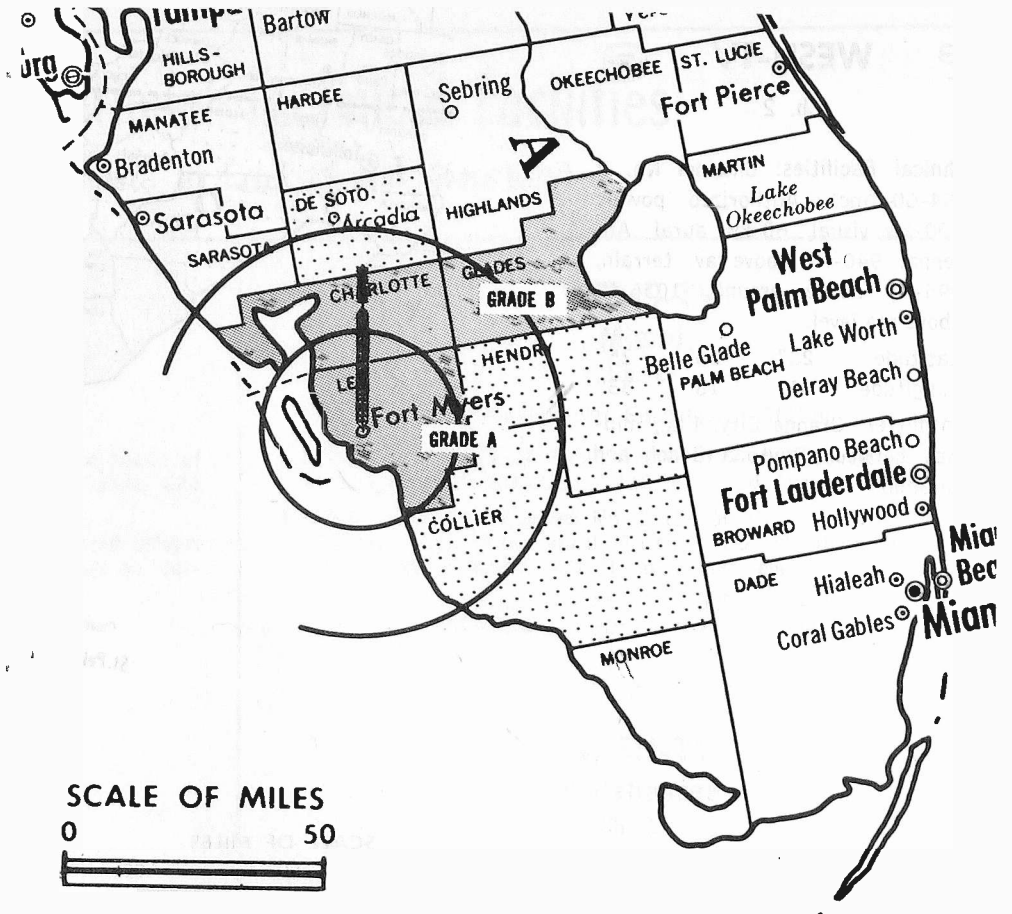 Bartow
HILLS-
BOROUGH
HARDEE
Sebring
OKEECHOBEE
ST. LUCIE
Fort Pierce
MANATEE
Bradenton
A
MARTIN
Lake
Okeechobee
DE SOTO
Arcadia
HIGHLANDS
Sarasota
SARASOTA
CHARLOTTE
GLADES
GRADE B
West
Palm Beach
Lake Worth
Belle Glade
PALM BEACH
Delray Beach
HENDRY
LEE
Fort Myers
GRADE A
Pompano Beach
Fort Lauderdale
BROWARD
Hollywood
COLLIER
DADE
Hialeah
Coral Gables
MONROE
SCALE OF MILES
0 50